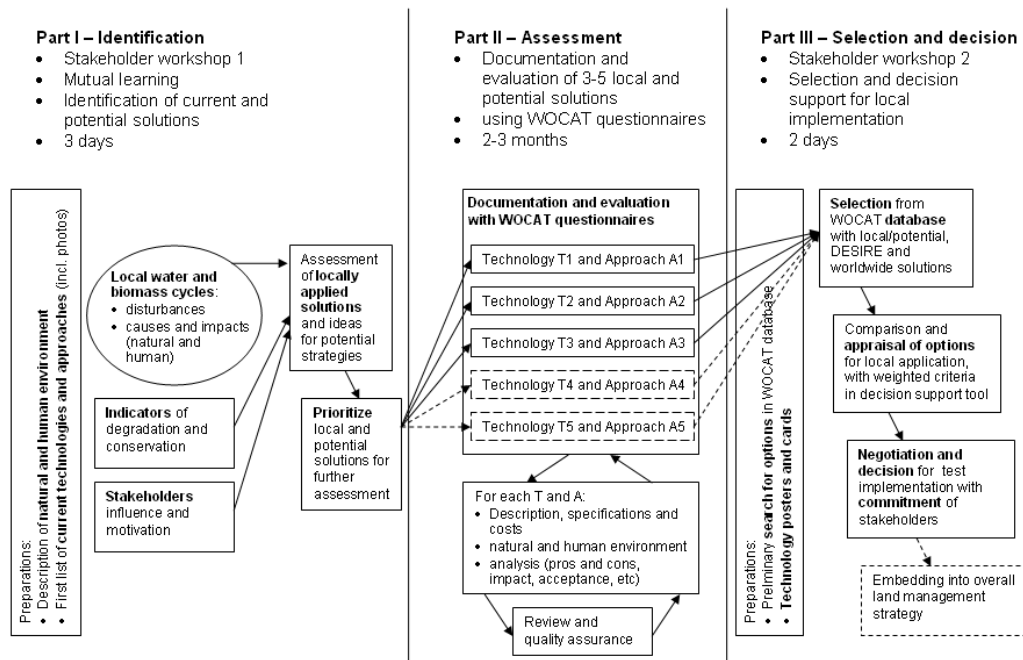 Part I – Identification
• Stakeholder workshop 1
• Mutual learning
• Identification of current and
potential solutions
• 3 days
Preparations:
• Description of natural and human environment
• First list of current technologies and approaches (incl. photos)
Local water and
biomass cycles:
• disturbances
• causes and impacts
(natural and
human)
Indicators of
degradation and
conservation
Stakeholders
influence and
motivation
Assessment
of locally
applied
solutions
and ideas
for potential
strategies
Prioritize
local and
potential
solutions for
further
assessment
Part II – Assessment
• Documentation and
evaluation of 3-5 local and
potential solutions
• using WOCAT questionnaires
• 2-3 months
Documentation and evaluation
with WOCAT questionnaires
Technology T1 and Approach A1
Technology T2 and Approach A2
Technology T3 and Approach A3
Technology T4 and Approach A4
Technology T5 and Approach A5
For each T and A:
• Description, specifications and
costs
• natural and human environment
• analysis (pros and cons,
impact, acceptance, etc)
Review and
quality assurance
Part III – Selection and decision
• Stakeholder workshop 2
• Selection and decision
support for local
implementation
• 2 days
Preparations:
• Prelminary search for options in WOCAT database
• Technology posters and cards
Selection from
WOCAT database
with local/potential,
DESIRE and
worldwide solutions
Comparison and
appraisal of options
for local application,
with weighted criteria
in decision support tool
Negotiation and
decision for test
implementation with
commitment of
stakeholders
Embedding into overall
land management
strategy